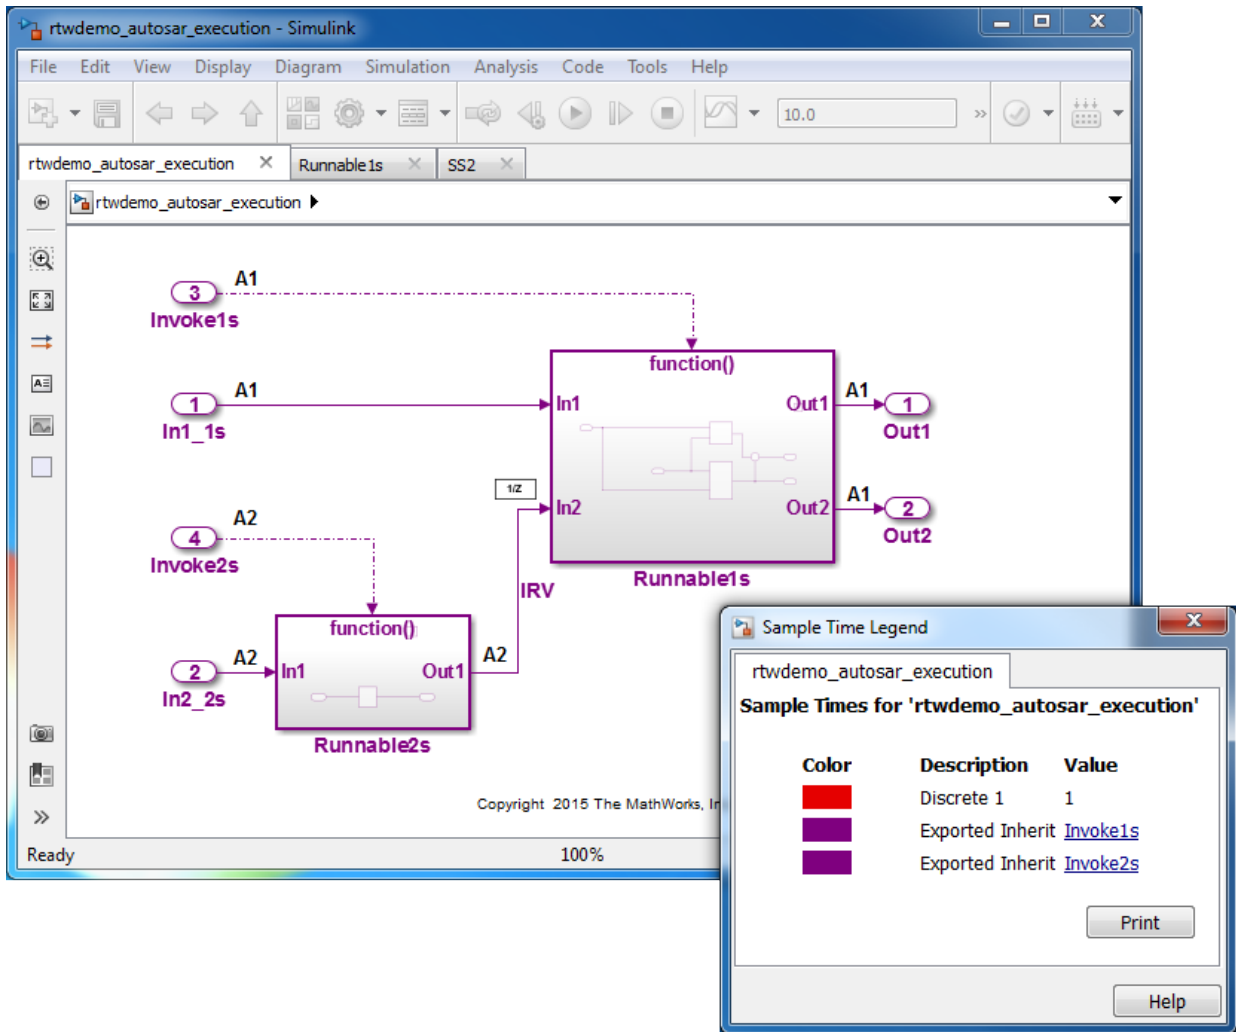 rtwdemo_autosar_execution - Simulink
File Edit View Display Diagram Simulation Analysis Code Tools Help
10.0
rtwdemo_autosar_execution
Runnable1s
SS2
rtwdemo_autosar_execution
3
A1
Invoke1s
function()
1
A1
In1_1s
In1
Out1
A1
1
Out1
1/Z
In2
Out2
A1
2
Out2
4
A2
Invoke2s
Runnable1s
IRV
function()
2
A2
In2_2s
In1
Out1
A2
Runnable2s
Copyright 2015 The MathWorks,
Ready
100%
Sample Time Legend
rtwdemo_autosar_execution
Sample Times for 'rtwdemo_autosar_execution'
Color Description Value
Discrete 1 1
Exported Inherit Invoke1s
Exported Inherit Invoke2s
Print
Help